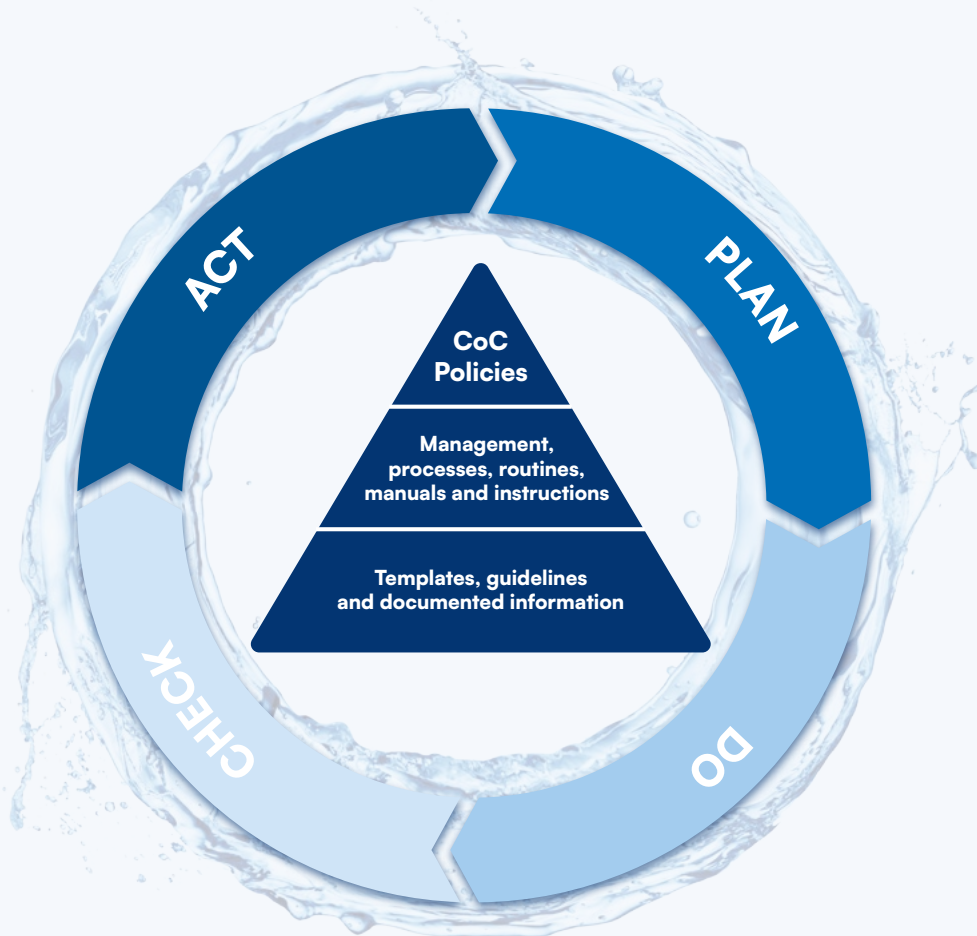 ACT
PLAN
CoC
Policies
Management,
processes, routines,
manuals and instructions
Templates, guidelines
and documented information
CHECK
DO